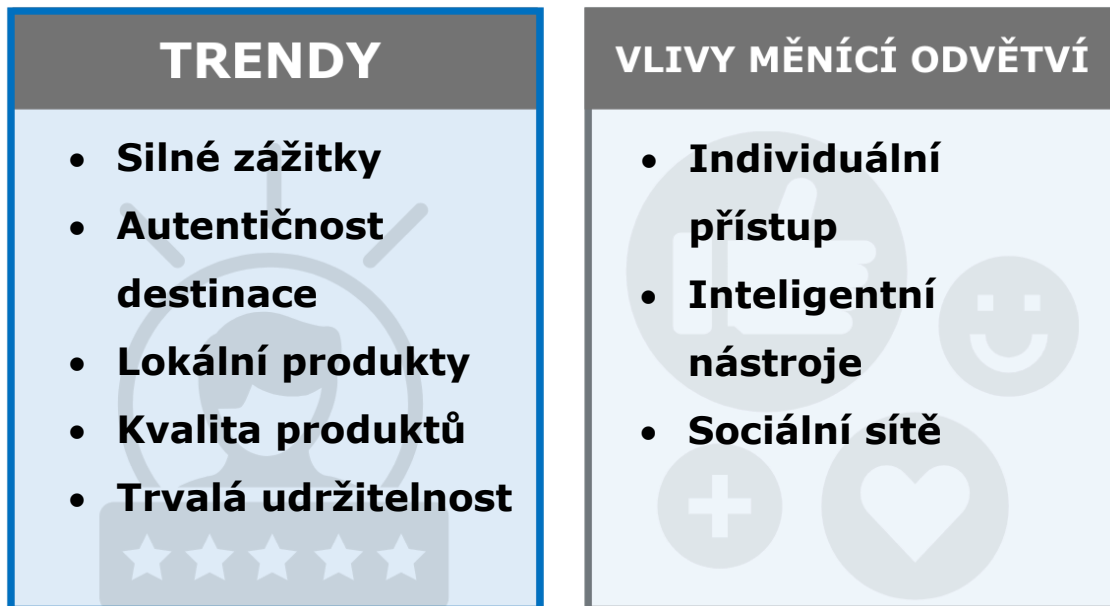 TRENDY
• Silné zážitky
• Autentičnost
destinace
• Lokální produkty
• Kvalita produktů
• Trvalá udržitelnost
VLIVY MĚNÍCÍ ODVĚTVÍ
• Individuální
přístup
• Inteligentní
nástroje
• Sociální sítě